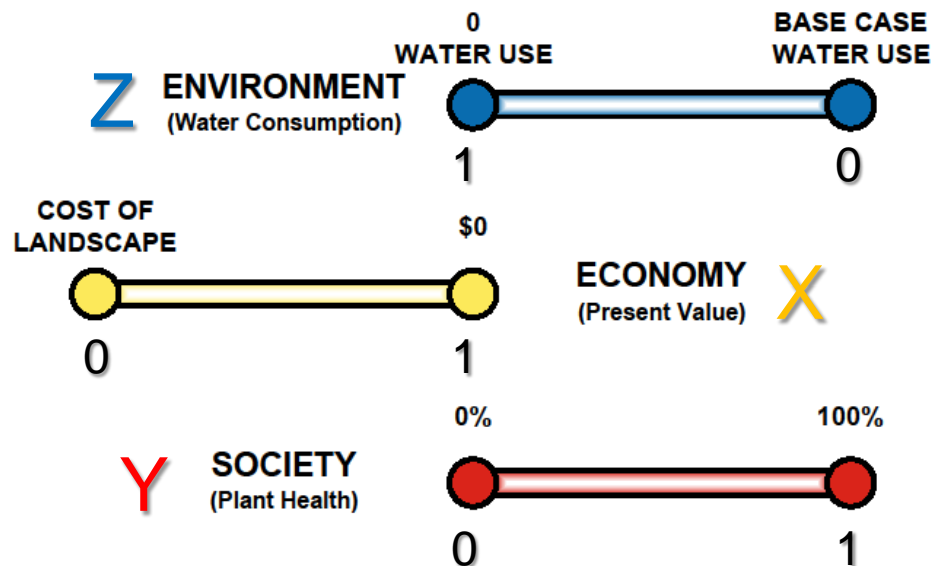 0
WATER USE
BASE CASE
WATER USE
Z
ENVIRONMENT
(Water Consumption)
1
0
COST OF
LANDSCAPE
$0
ECONOMY
(Present Value)
X
0
1
0%
100%
Y
SOCIETY
(Plant Health)
0
1